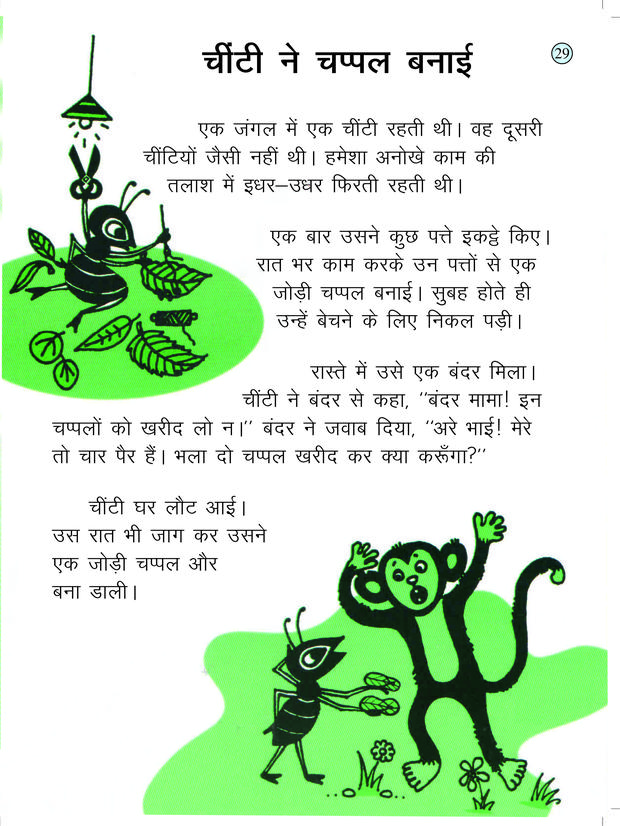 चींटी ने चप्पल बनाई
29
एक जंगल में एक चींटी रहती थी। वह दूसरी
चींटियों जैसी नहीं थी। हमेशा अनोखे काम की
तलाश में इधर–उधर फिरती रहती थी।
एक बार उसने कुछ पत्ते इकट्ठे किए।
रात भर काम करके उन पत्तों से एक
जोड़ी चप्पल बनाई। सुबह होते ही
उन्हें बेचने के लिए निकल पड़ी।
रास्ते में उसे एक बंदर मिला।
चींटी ने बंदर से कहा, ''बंदर मामा! इन
चप्पलों को खरीद लो न।'' बंदर ने जवाब दिया, ''अरे भाई! मेरे
तो चार पैर हैं। भला दो चप्पल खरीद कर क्या करूँगा?''
चींटी घर लौट आई।
उस रात भी जाग कर उसने
एक जोड़ी चप्पल और
बना डाली।